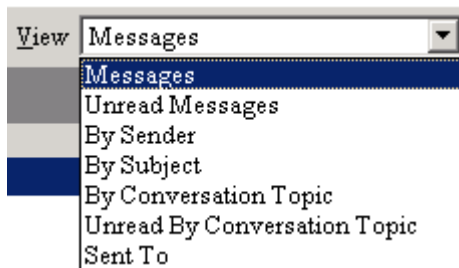 View Messages
Messages
Unread Messages
By Sender
By Subject
By Conversation Topic
Unread By Conversation Topic
Sent To